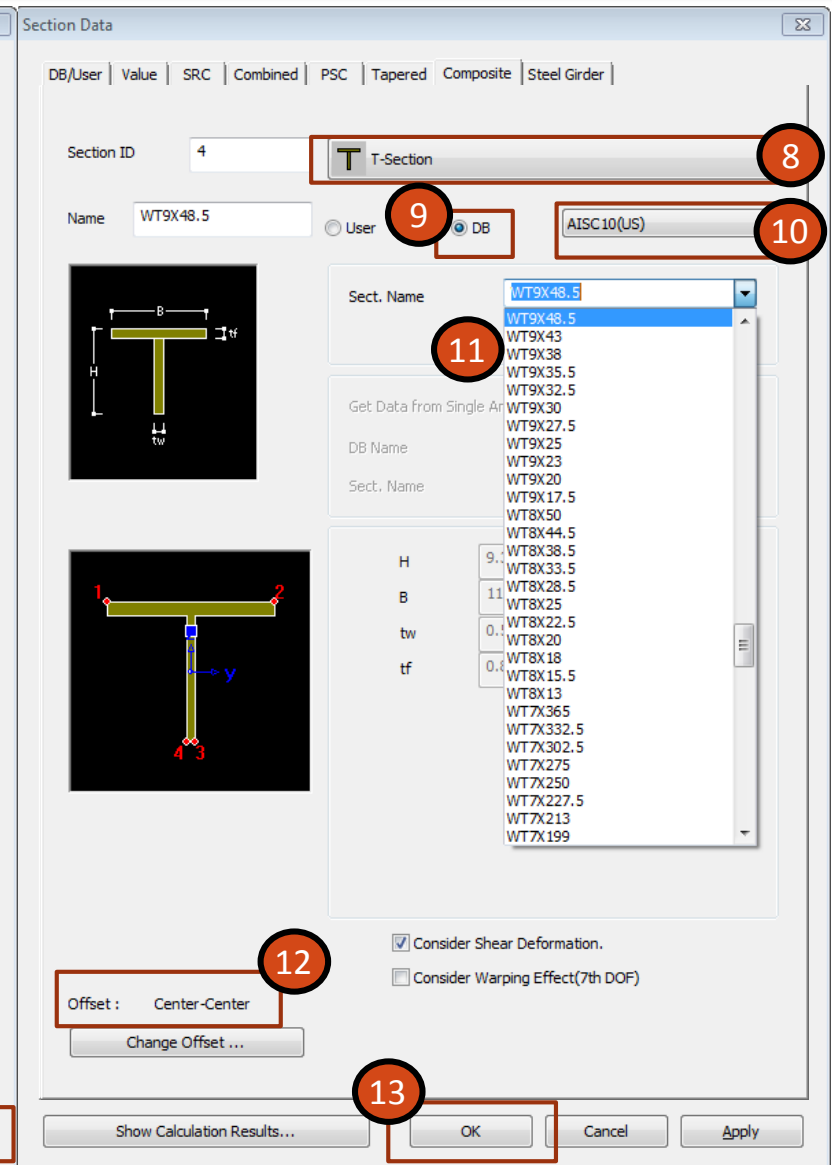 Section Data
DB/User Value SRC Combined PSC Tapered Composite Steel Girder
Section ID 4 T-Section 8
Name WT9X48.5 User 9 DB AISC10(US) 10
Sect. Name WT9X48.5
B
tf
H
tw
11
WT9X48.5
WT9X43
WT9X38
WT9X35.5
WT9X32.5
Get Data from Single WT9X30
WT9X27.5
DB Name WT9X25
WT9X23
Sect. Name WT9X20
WT9X17.5
WT8X50
WT8X44.5
H 9. WT8X38.5
WT8X33.5
B 11 WT8X28.5
WT8X25
tw 0. WT8X22.5
WT8X20
tf 0.8 WT8X18
WT8X15.5
WT8X13
WT7X365
WT7X332.5
WT7X302.5
WT7X275
WT7X250
WT7X227.5
WT7X213
WT7X199
1 2
y
4 3
Consider Shear Deformation.
12 Consider Warping Effect(7th DOF)
Offset : Center-Center
Change Offset ...
13
Show Calculation Results... OK Cancel Apply